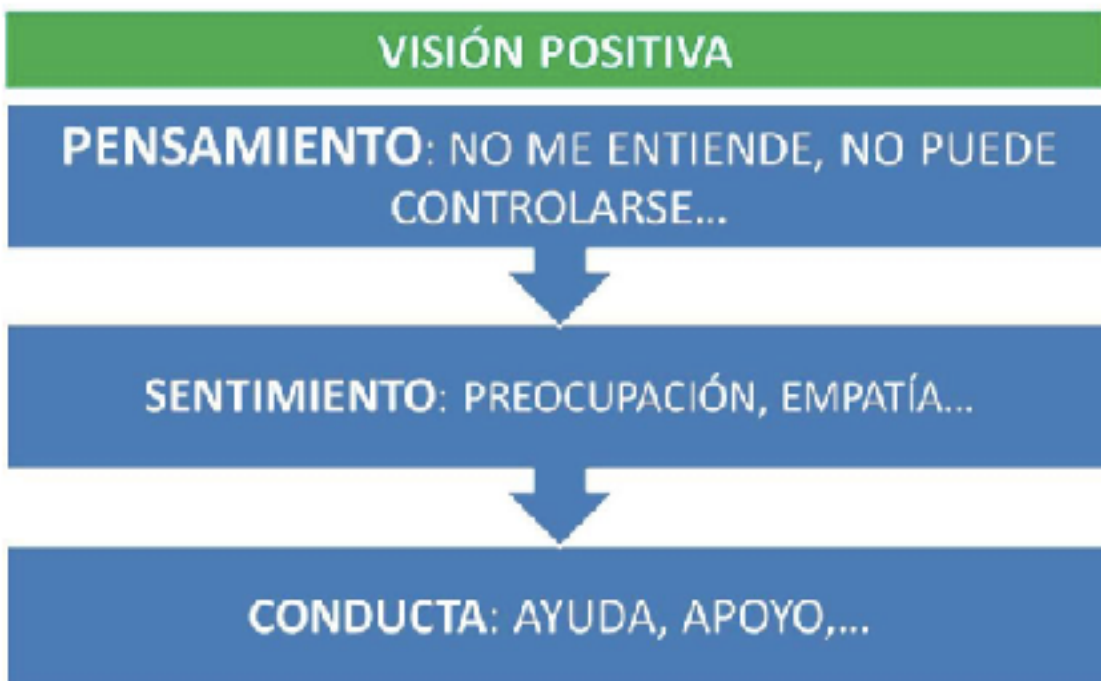 VISIÓN POSITIVA
PENSAMIENTO: NO ME ENTIENDE, NO PUEDE
CONTROLARSE...
SENTIMIENTO: PREOCUPACIÓN, EMPATÍA...
CONDUCTA: AYUDA, APOYO,...